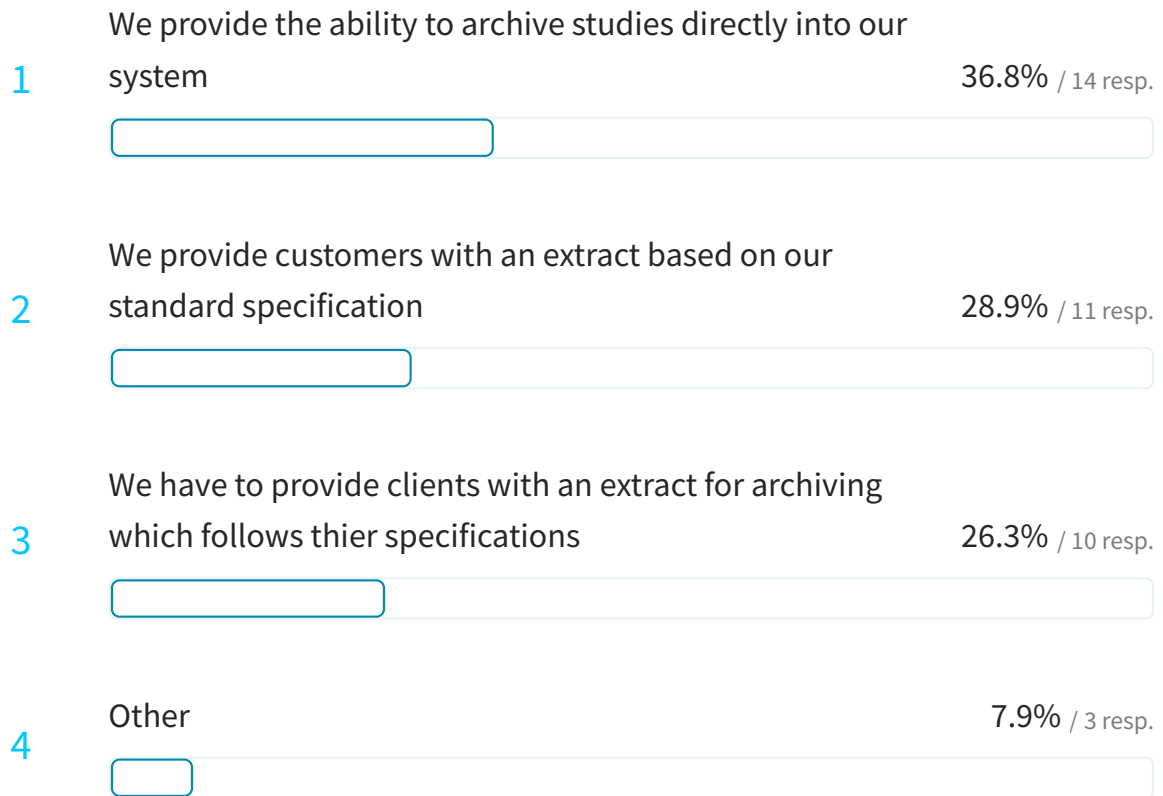 We provide the ability to archive studies directly into our
1 system 36.8% / 14 resp.
We provide customers with an extract based on our
2 standard specification 28.9% / 11 resp.
We have to provide clients with an extract for archiving
3 which follows thier specifications 26.3% / 10 resp.
4 Other 7.9% / 3 resp.